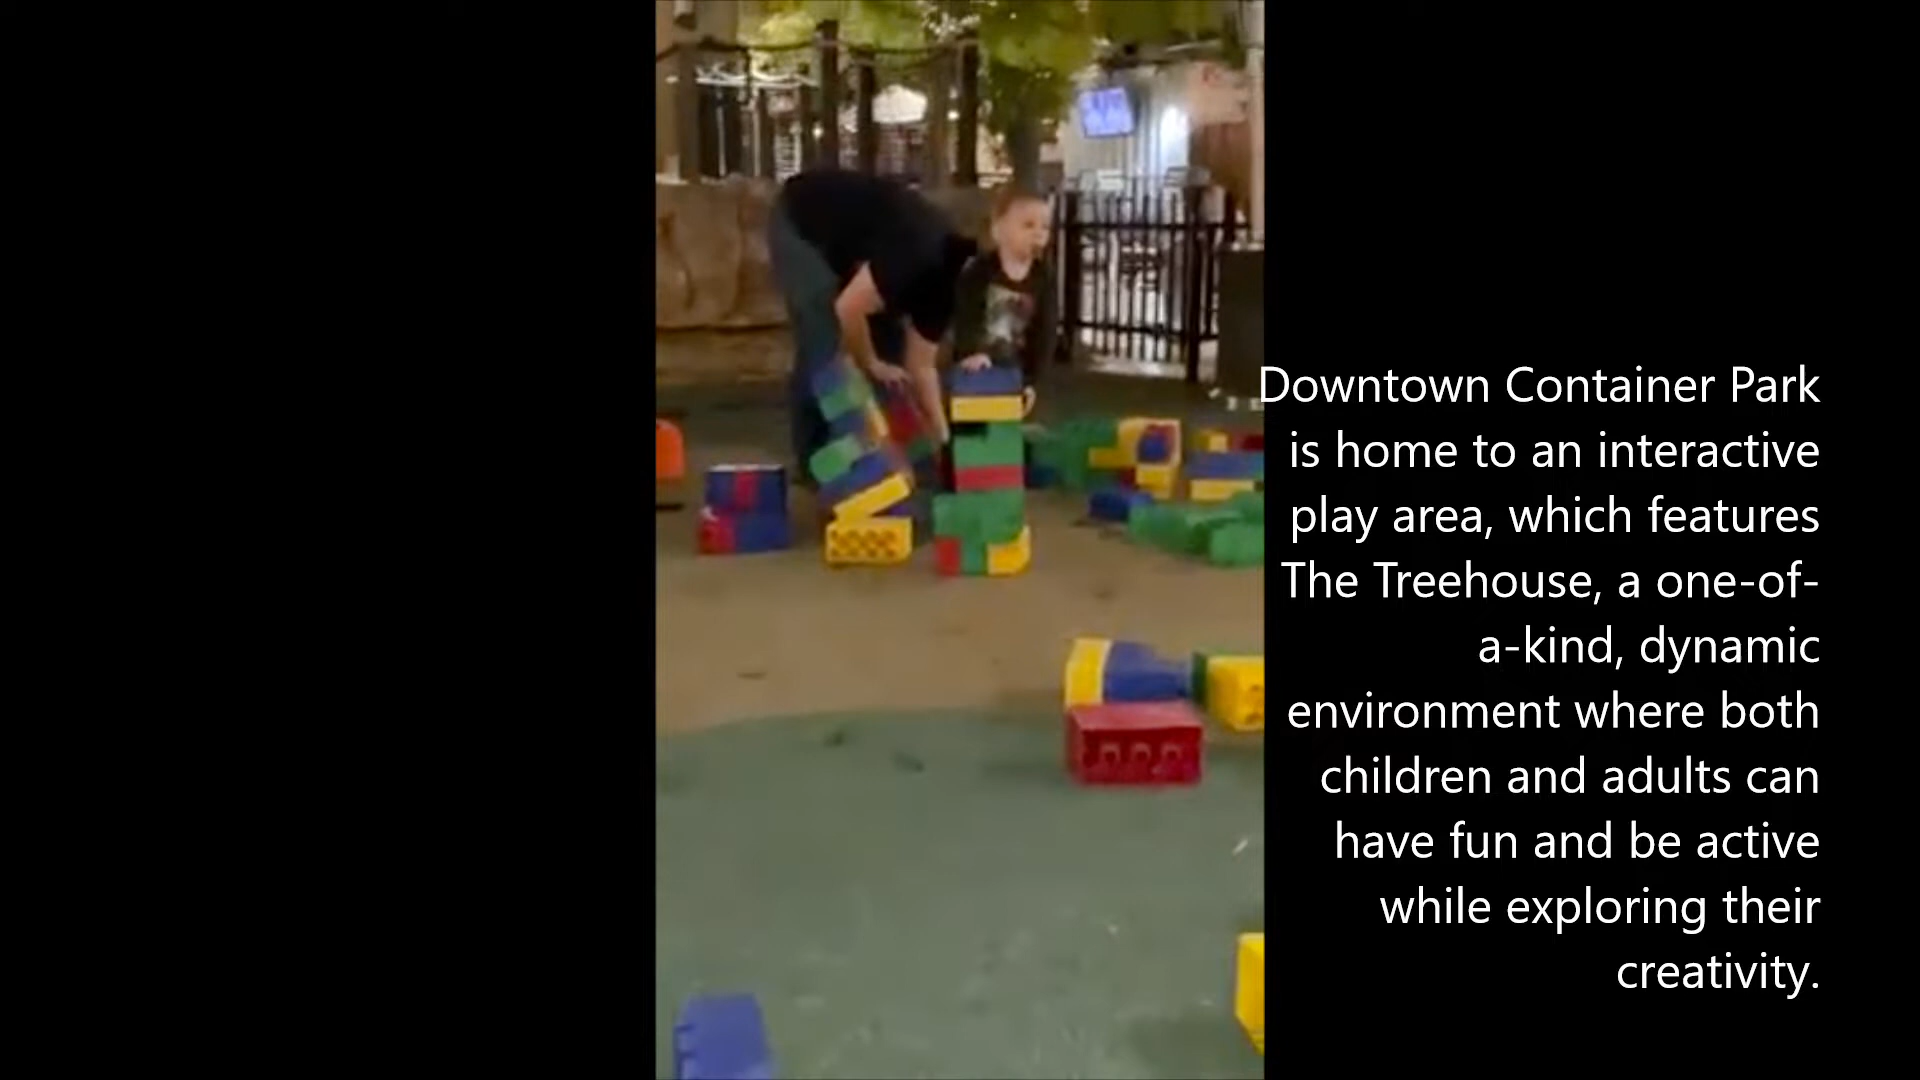 Downtown Container Park
is home to an interactive
play area, which features
The Treehouse, a one-of-
a-kind, dynamic
environment where both
children and adults can
have fun and be active
while exploring their
creativity.